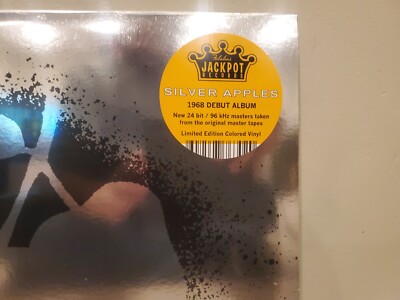 JACKPOT
RECORDS
SILVER APPLES
1968 DEBUT ALBUM
New 24 bit / 96 kHz masters taken
from the original master tapes
Limited Edition Colored Vinyl